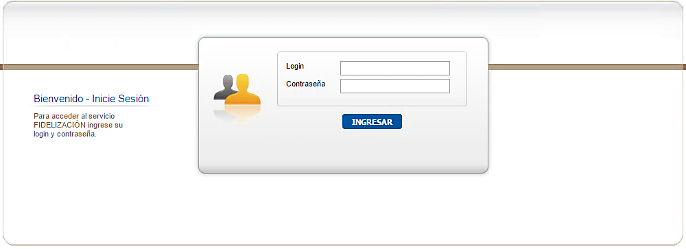 Login
Contraseña
INGRESAR
Bienvenido - Inicie Sesión
Para acceder al servicio
FIDELIZACIÓN ingrese su
login y contraseña.